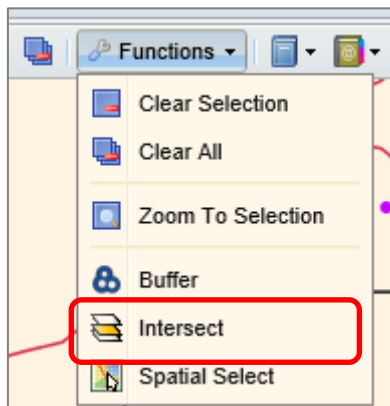 Functions
Clear Selection
Clear All
Zoom To Selection
Buffer
Intersect
Spatial Select